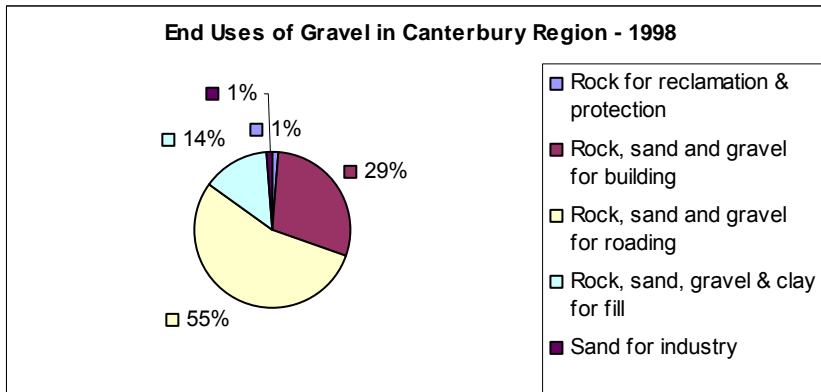 End Uses of Gravel in Canterbury Region - 1998
1%
1%
14%
29%
55%
Rock for reclamation &
protection
Rock, sand and gravel
for building
Rock, sand and gravel
for roading
Rock, sand, gravel & clay
for fill
Sand for industry